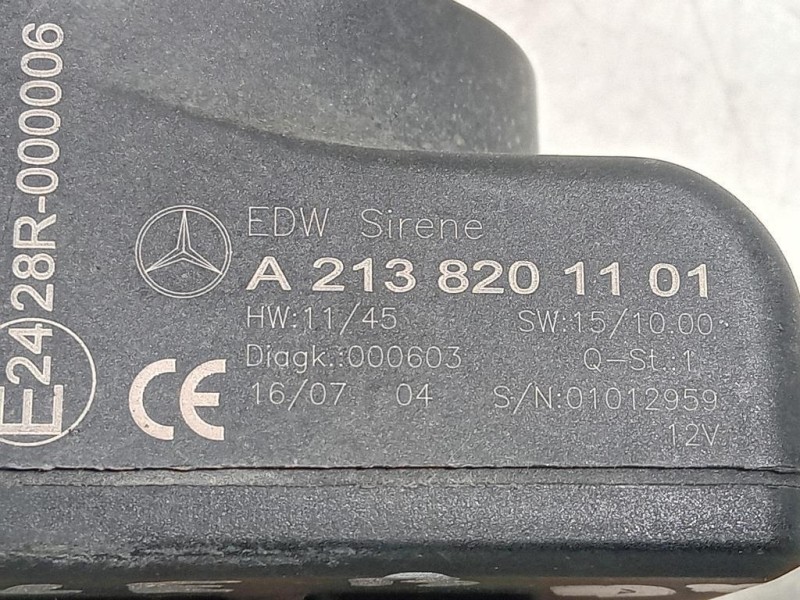 EDW Sirene
A 213 820 11 01
HW:11/45 SW:15/10.00
Diagk.:000603 Q-St.:1
16/07 04 S/N:01012959
12V
CE
E24 28R-000006